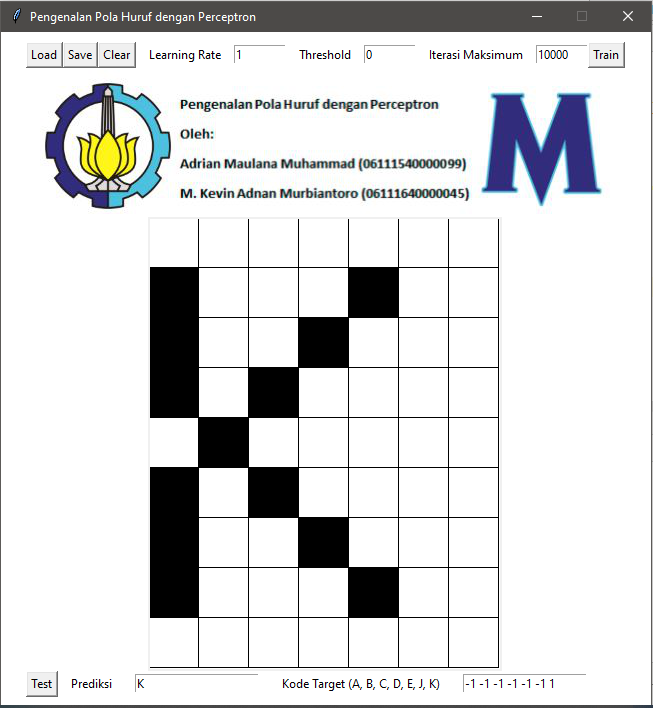 Pengenalan Pola Huruf dengan Perceptron
Load Save Clear Learning Rate 1 Threshold 0 Iterasi Maksimum 10000 Train
Pengenalan Pola Huruf dengan Perceptron
Oleh:
Adrian Maulana Muhammad (06111540000099)
M. Kevin Adnan Murbiantoro (06111640000045)
M
Test Prediksi K Kode Target (A, B, C, D, E, J, K) -1 -1 -1 -1 -1 -1 1